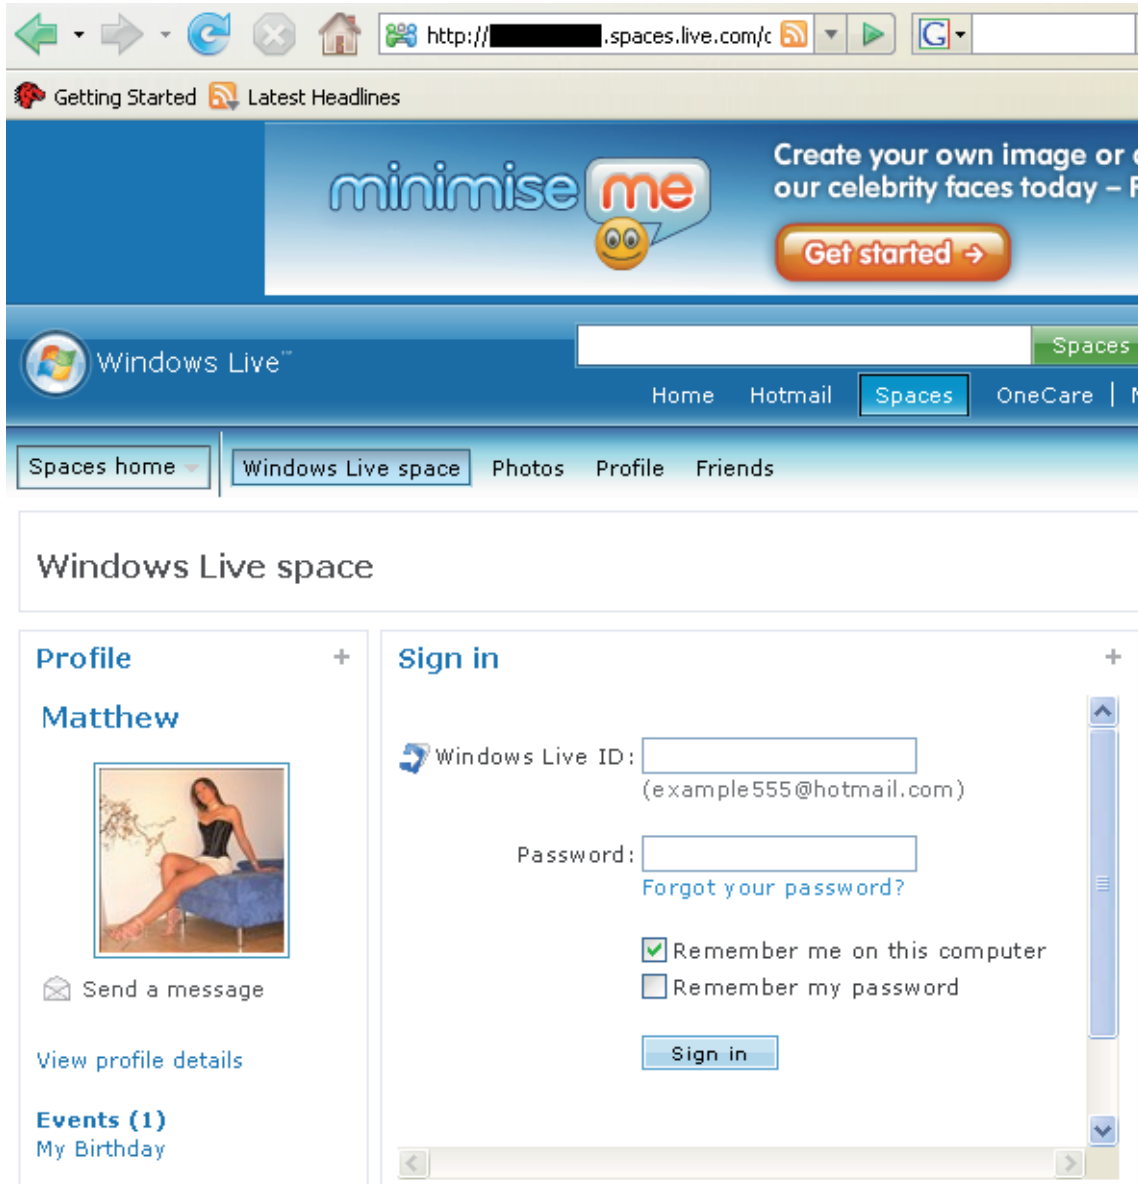 http:// .spaces.live.com/c
G
Getting Started Latest Headlines
minimise me
Create your own image or
our celebrity faces today –
Get started →
Windows Live™
Spaces
Home Hotmail Spaces OneCare |
Spaces home Windows Live space Photos Profile Friends
Windows Live space
Profile +
Sign in +
Matthew
Windows Live ID:
(example555@hotmail.com)
Password:
Forgot your password?
Remember me on this computer
Remember my password
Sign in
Send a message
View profile details
Events (1)
My Birthday